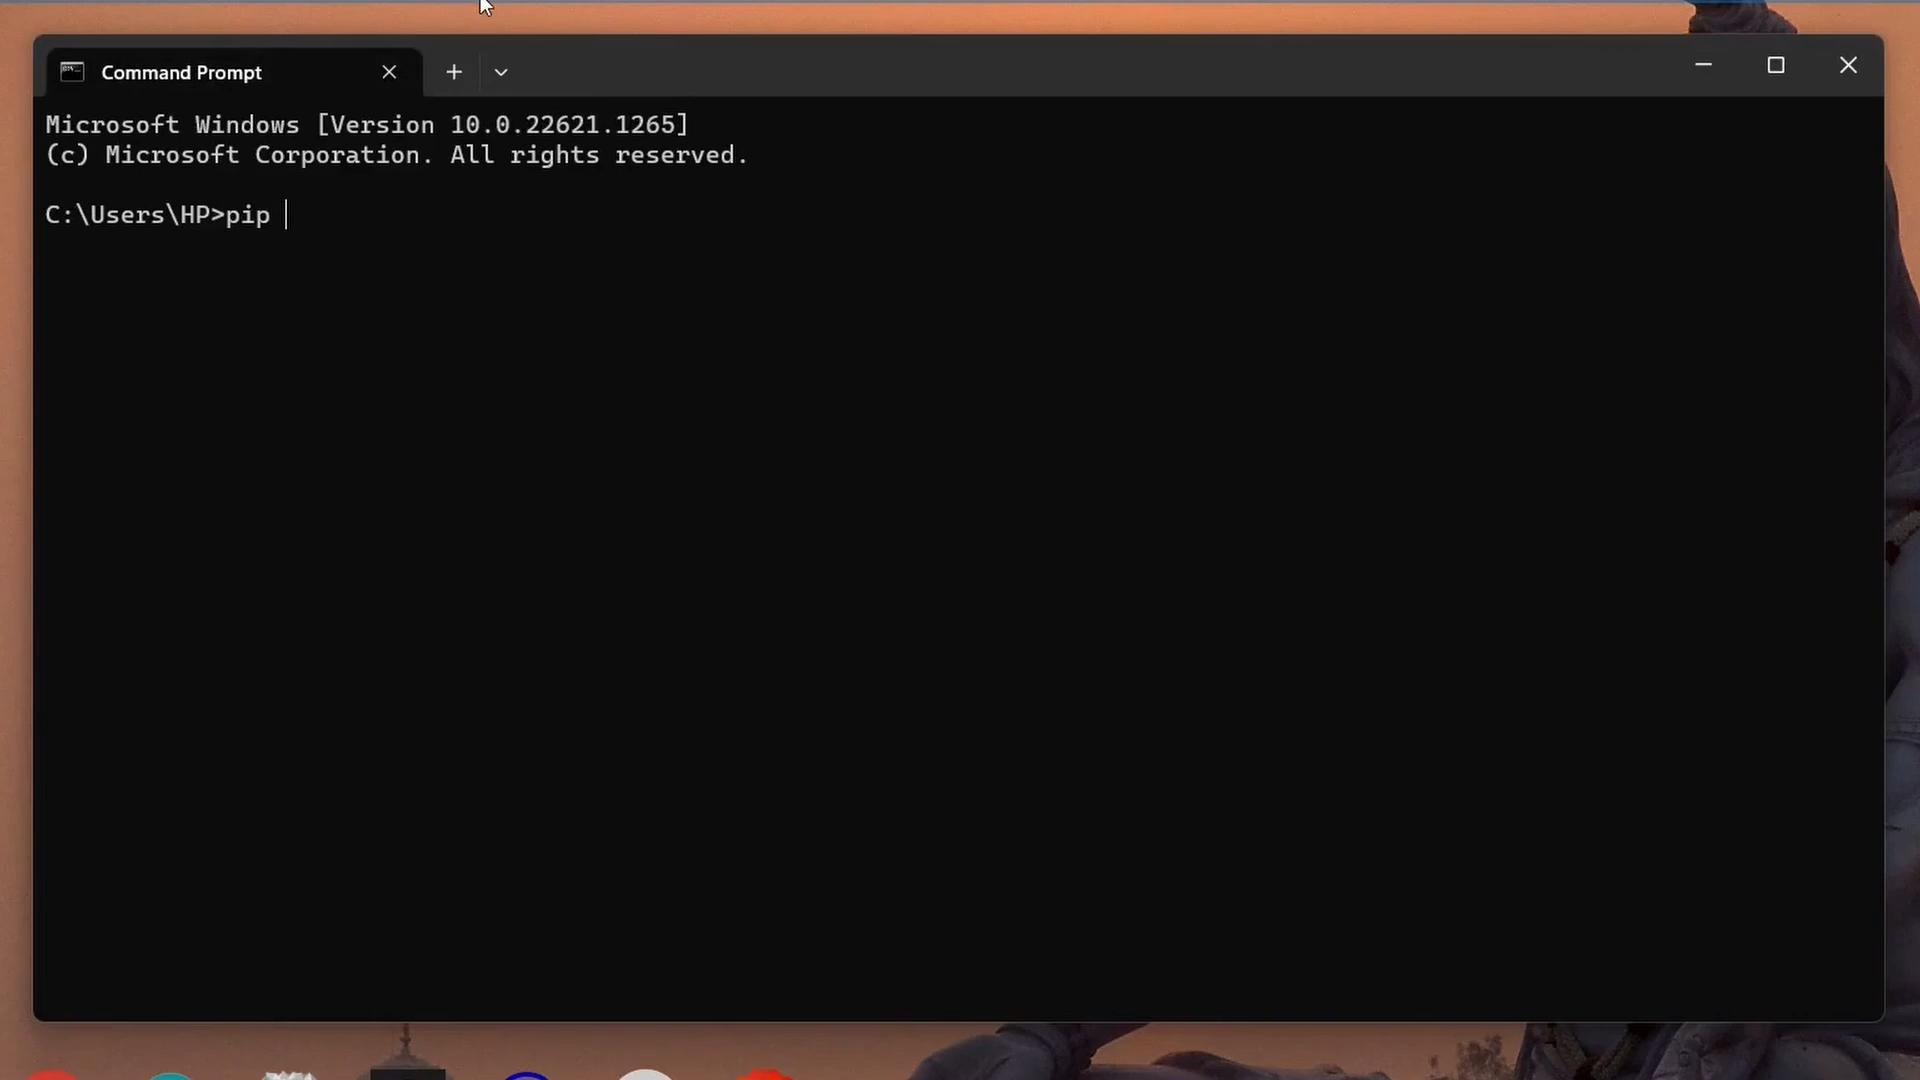 Command Prompt
Microsoft Windows [Version 10.0.22621.1265]
(c) Microsoft Corporation. All rights reserved.
C:\Users\HP>pip